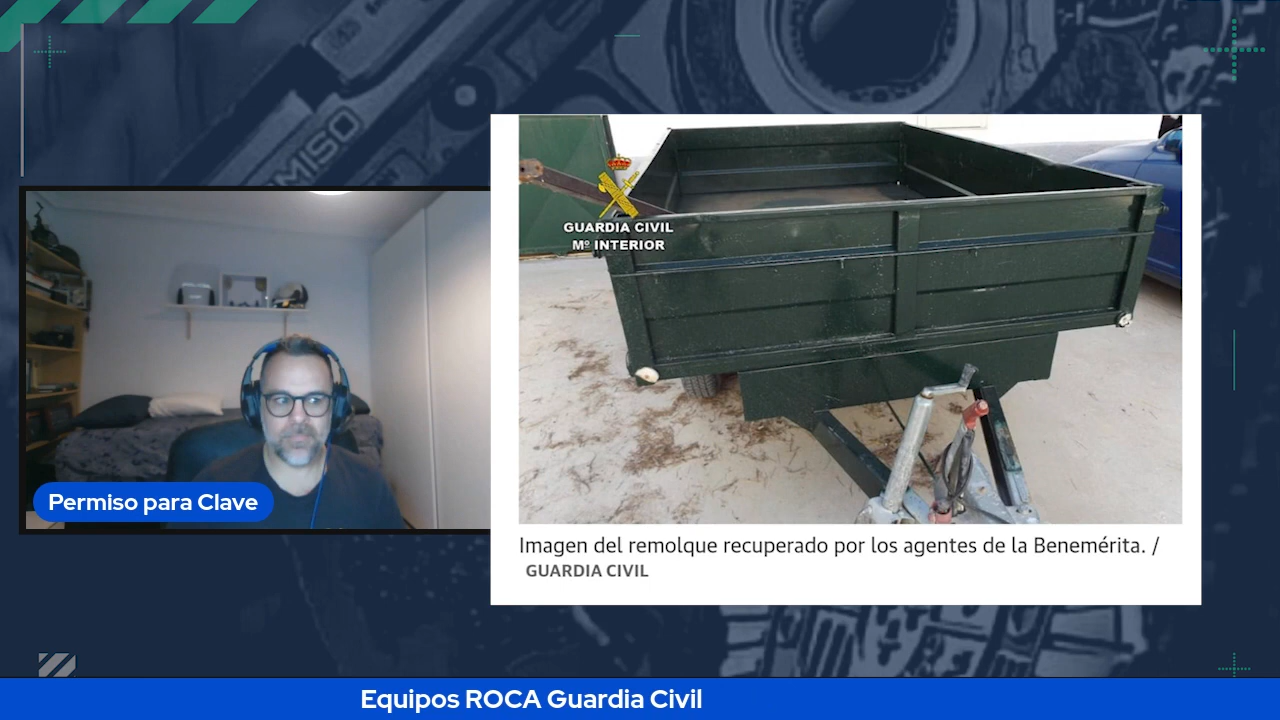 PERMISO
GUARDIA CIVIL
Mº INTERIOR
Permiso para Clave
Imagen del remolque recuperado por los agentes de la Benemérita. /
GUARDIA CIVIL
Equipos ROCA Guardia Civil